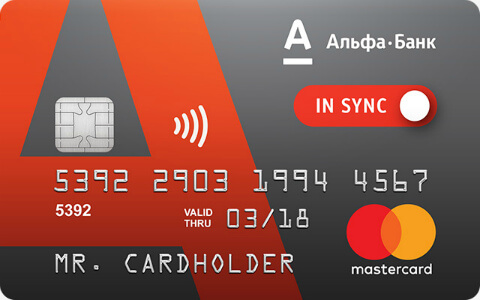 А Альфа·Банк
IN SYNC
5392 2903 1994 4567
5392
VALID THRU 03/18
MR. CARDHOLDER
mastercard